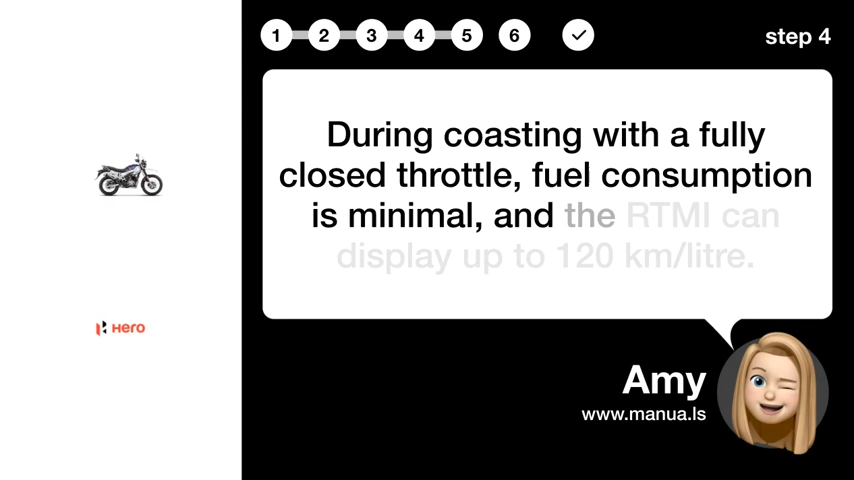 1 2 3 4 5 6
step 4
During coasting with a fully
closed throttle, fuel consumption
is minimal, and the RTMI can
display up to 120 km/litre.
Hero
Amy
www.manua.ls